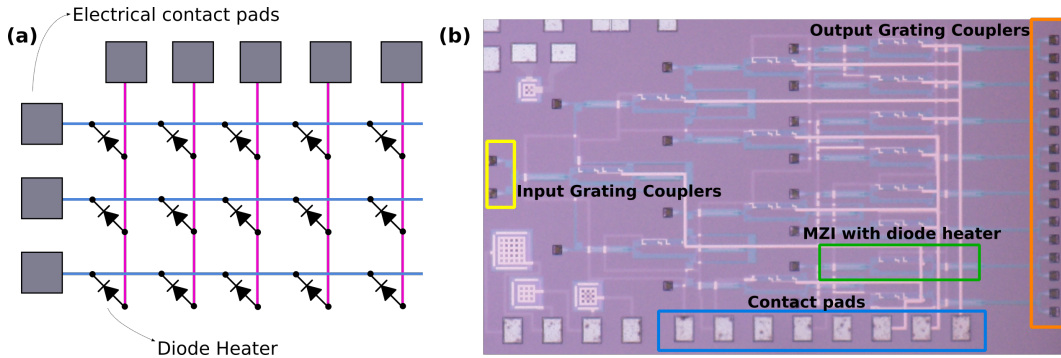 Electrical contact pads
(a)
Diode Heater
(b)
Output Grating Couplers
Input Grating Couplers
MZI with diode heater
Contact pads